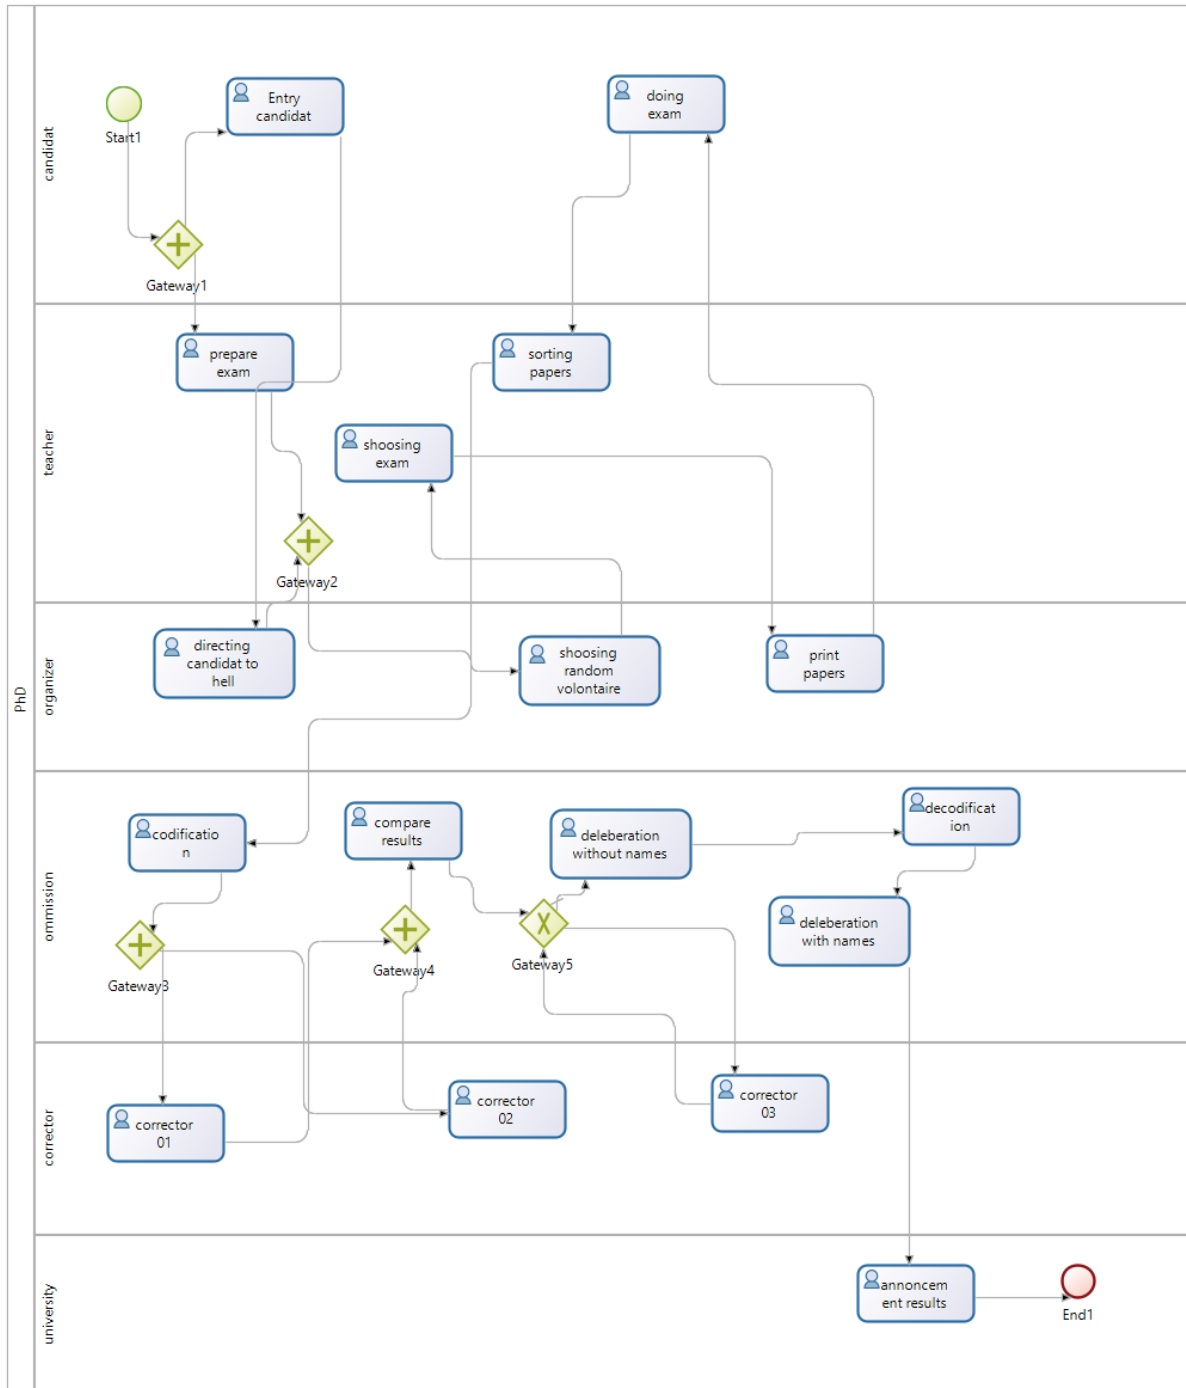 PhD
candidat
Start1
Entry
candidat
doing
exam
Gateway1
teacher
prepare
exam
sorting
papers
shoosing
exam
Gateway2
organizer
directing
candidat to
hell
shoosing
random
volontaire
print
papers
ommission
codificatio
n
compare
results
deleberation
without names
decodificat
ion
Gateway3
Gateway4
Gateway5
deleberation
with names
corrector
corrector
01
corrector
02
corrector
03
university
annoncem
ent results
End1